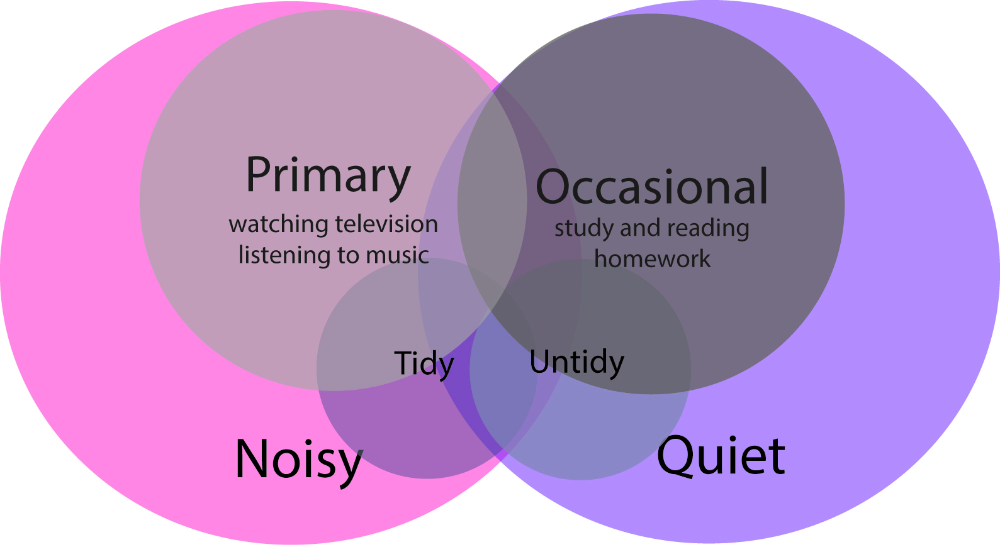 Primary
watching television
listening to music
Occasional
study and reading
homework
Tidy
Untidy
Noisy
Quiet